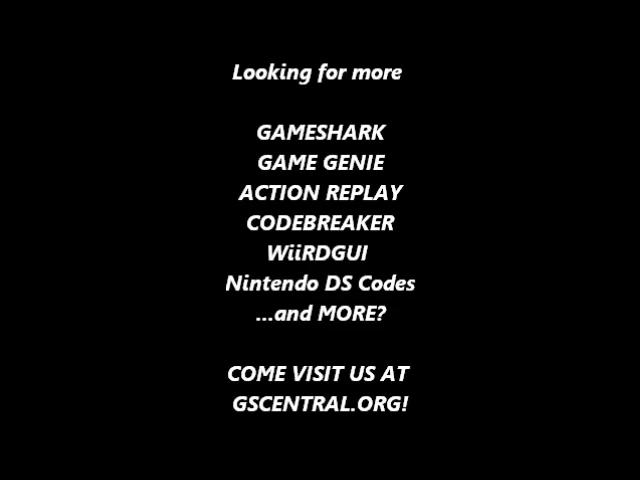 Looking for more
GAMESHARK
GAME GENIE
ACTION REPLAY
CODEBREAKER
WiiRDGUI
Nintendo DS Codes
...and MORE?
COME VISIT US AT
GSCENTRAL.ORG!